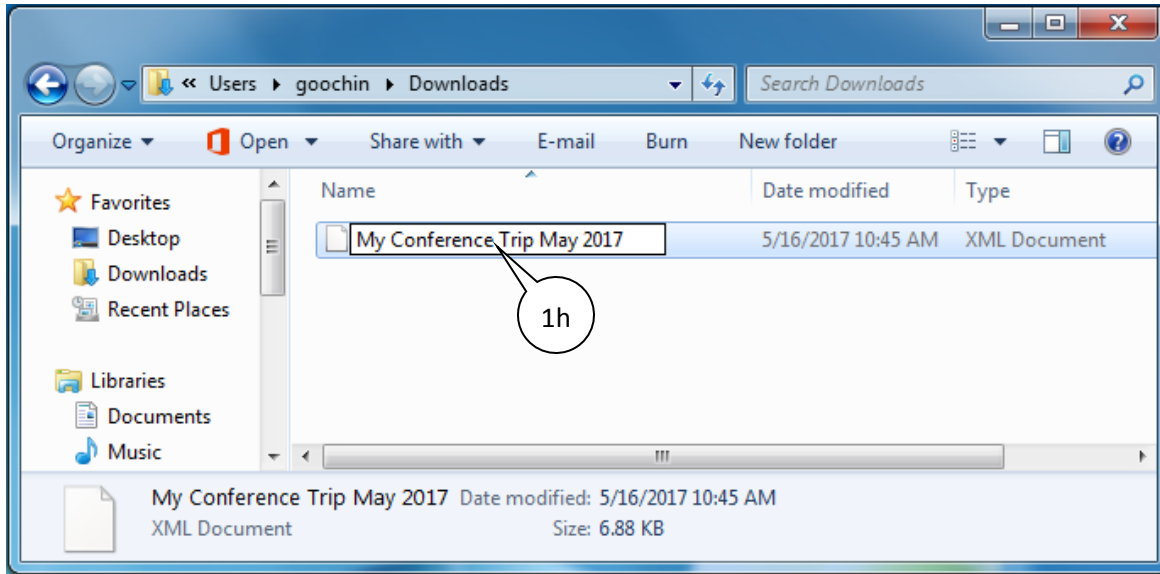 « Users ▸ goochin ▸ Downloads
Search Downloads
Organize Open Share with E-mail Burn New folder
Name Date modified Type
Favorites
My Conference Trip May 2017 5/16/2017 10:45 AM XML Document
Desktop
Downloads
Recent Places
1h
Libraries
Documents
Music
My Conference Trip May 2017 Date modified: 5/16/2017 10:45 AM
XML Document Size: 6.88 KB